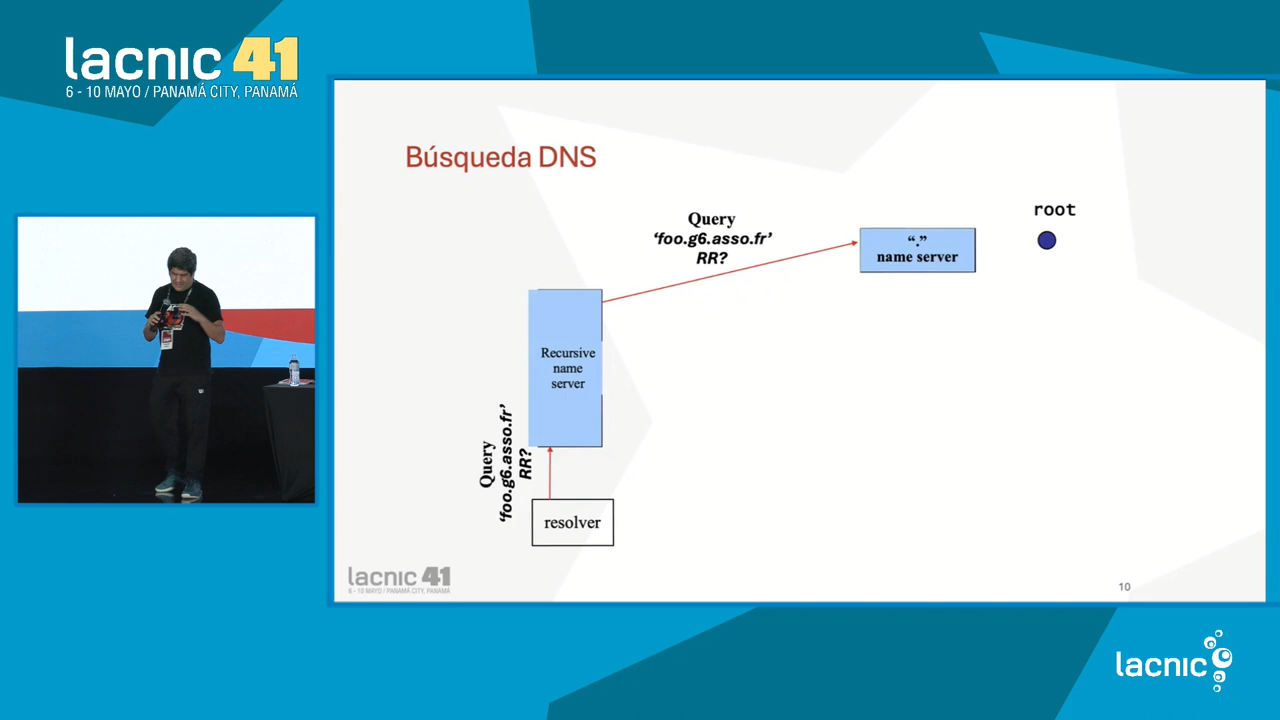 lacnic 41
6 - 10 MAYO / PANAMÁ CITY, PANAMÁ
Búsqueda DNS
root
Query
‘foo.g6.asso.fr’
RR?
“.”
name server
Recursive
name
server
Query
‘foo.g6.asso.fr’
RR?
resolver
lacnic 41
6 - 10 MAYO / PANAMÁ CITY, PANAMÁ
10
lacnic